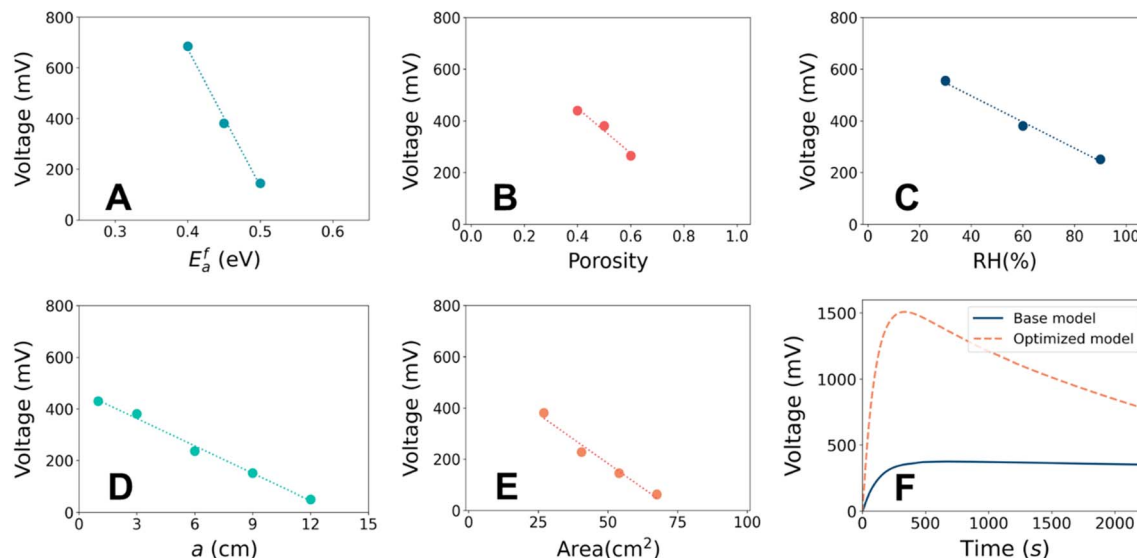 800
600
400
200
0
Voltage (mV)
A
0.3 0.4 0.5 0.6
E_a^f (eV)
800
600
400
200
0
Voltage (mV)
B
0.0 0.2 0.4 0.6 0.8 1.0
Porosity
800
600
400
200
0
Voltage (mV)
C
0 20 40 60 80 100
RH(%)
800
600
400
200
0
Voltage (mV)
D
0 3 6 9 12 15
a (cm)
800
600
400
200
0
Voltage (mV)
E
0 25 50 75 100
Area(cm²)
1500
1000
500
0
Voltage (mV)
Base model
Optimized model
F
0 500 1000 1500 2000
Time (s)